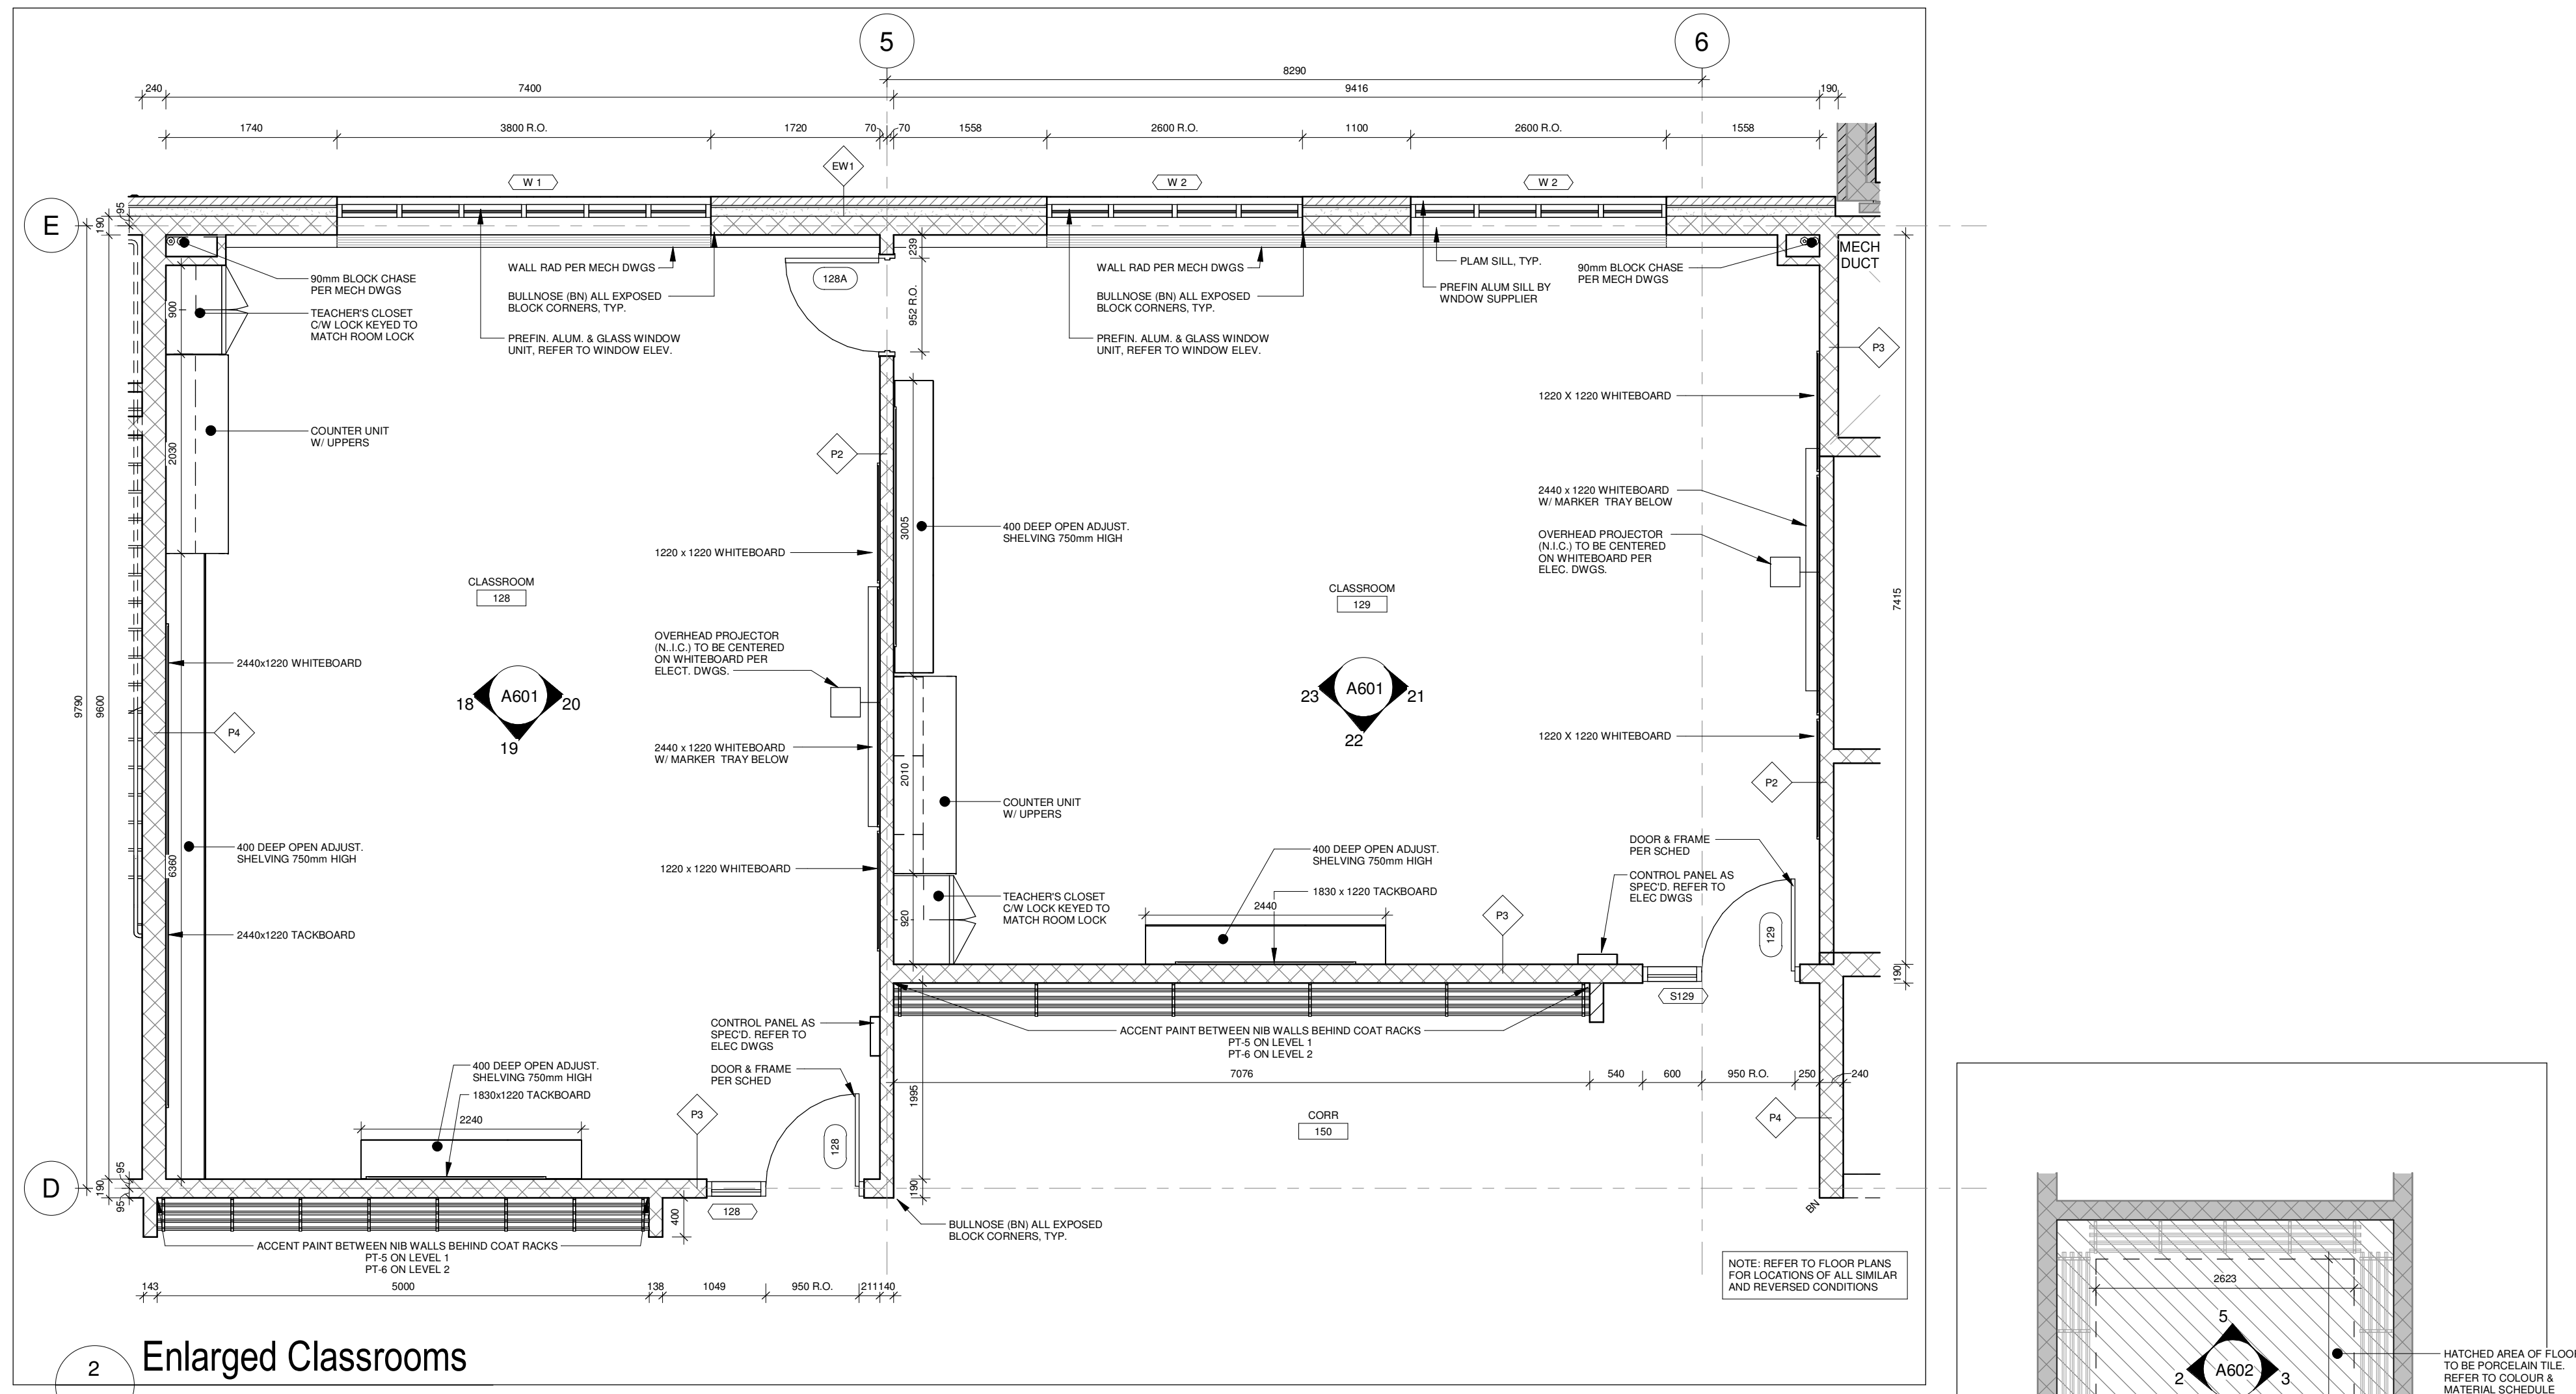 5
6
8290
240
7400
9416
190
1740
3800 R.O.
1720
70
70
1558
2600 R.O.
1100
2600 R.O.
1558
EW1
W 1
W 2
W 2
E
95
190
239
MECH
DUCT
128A
WALL RAD PER MECH DWGS
WALL RAD PER MECH DWGS
PLAM SILL, TYP.
90mm BLOCK CHASE
PER MECH DWGS
90mm BLOCK CHASE
PER MECH DWGS
BULLNOSE (BN) ALL EXPOSED
BLOCK CORNERS, TYP.
BULLNOSE (BN) ALL EXPOSED
BLOCK CORNERS, TYP.
PREFIN ALUM SILL BY
WNDOW SUPPLIER
900
TEACHER'S CLOSET
C/W LOCK KEYED TO
MATCH ROOM LOCK
952 R.O.
PREFIN. ALUM. & GLASS WINDOW
UNIT, REFER TO WINDOW ELEV.
PREFIN. ALUM. & GLASS WINDOW
UNIT, REFER TO WINDOW ELEV.
P3
1220 X 1220 WHITEBOARD
COUNTER UNIT
W/ UPPERS
2030
P2
2440 x 1220 WHITEBOARD
W/ MARKER TRAY BELOW
3005
400 DEEP OPEN ADJUST.
SHELVING 750mm HIGH
OVERHEAD PROJECTOR
(N.I.C.) TO BE CENTERED
ON WHITEBOARD PER
ELEC. DWGS.
1220 x 1220 WHITEBOARD
CLASSROOM
128
CLASSROOM
129
7415
OVERHEAD PROJECTOR
(N..I.C.) TO BE CENTERED
ON WHITEBOARD PER
ELECT. DWGS.
2440x1220 WHITEBOARD
18
A601
20
19
23
A601
21
22
9790
9600
P4
1220 X 1220 WHITEBOARD
2440 x 1220 WHITEBOARD
W/ MARKER TRAY BELOW
2010
P2
COUNTER UNIT
W/ UPPERS
400 DEEP OPEN ADJUST.
SHELVING 750mm HIGH
6360
1220 x 1220 WHITEBOARD
400 DEEP OPEN ADJUST.
SHELVING 750mm HIGH
DOOR & FRAME
PER SCHED
CONTROL PANEL AS
SPEC'D. REFER TO
ELEC DWGS
1830 x 1220 TACKBOARD
2440
TEACHER'S CLOSET
C/W LOCK KEYED TO
MATCH ROOM LOCK
920
P3
129
2440x1220 TACKBOARD
190
S129
CONTROL PANEL AS
SPEC'D. REFER TO
ELEC DWGS
ACCENT PAINT BETWEEN NIB WALLS BEHIND COAT RACKS
PT-5 ON LEVEL 1
PT-6 ON LEVEL 2
400 DEEP OPEN ADJUST.
SHELVING 750mm HIGH
DOOR & FRAME
PER SCHED
7076
540
600
950 R.O.
250
240
1830x1220 TACKBOARD
1995
2240
P3
CORR
150
P4
128
D
95
190
95
190
128
400
BN
BULLNOSE (BN) ALL EXPOSED
BLOCK CORNERS, TYP.
ACCENT PAINT BETWEEN NIB WALLS BEHIND COAT RACKS
PT-5 ON LEVEL 1
PT-6 ON LEVEL 2
143
5000
138
1049
950 R.O.
211
140
NOTE: REFER TO FLOOR PLANS
FOR LOCATIONS OF ALL SIMILAR
AND REVERSED CONDITIONS
2
Enlarged Classrooms
2623
5
2
A602
3
HATCHED AREA OF FLOOR
TO BE PORCELAIN TILE.
REFER TO COLOUR &
MATERIAL SCHEDULE